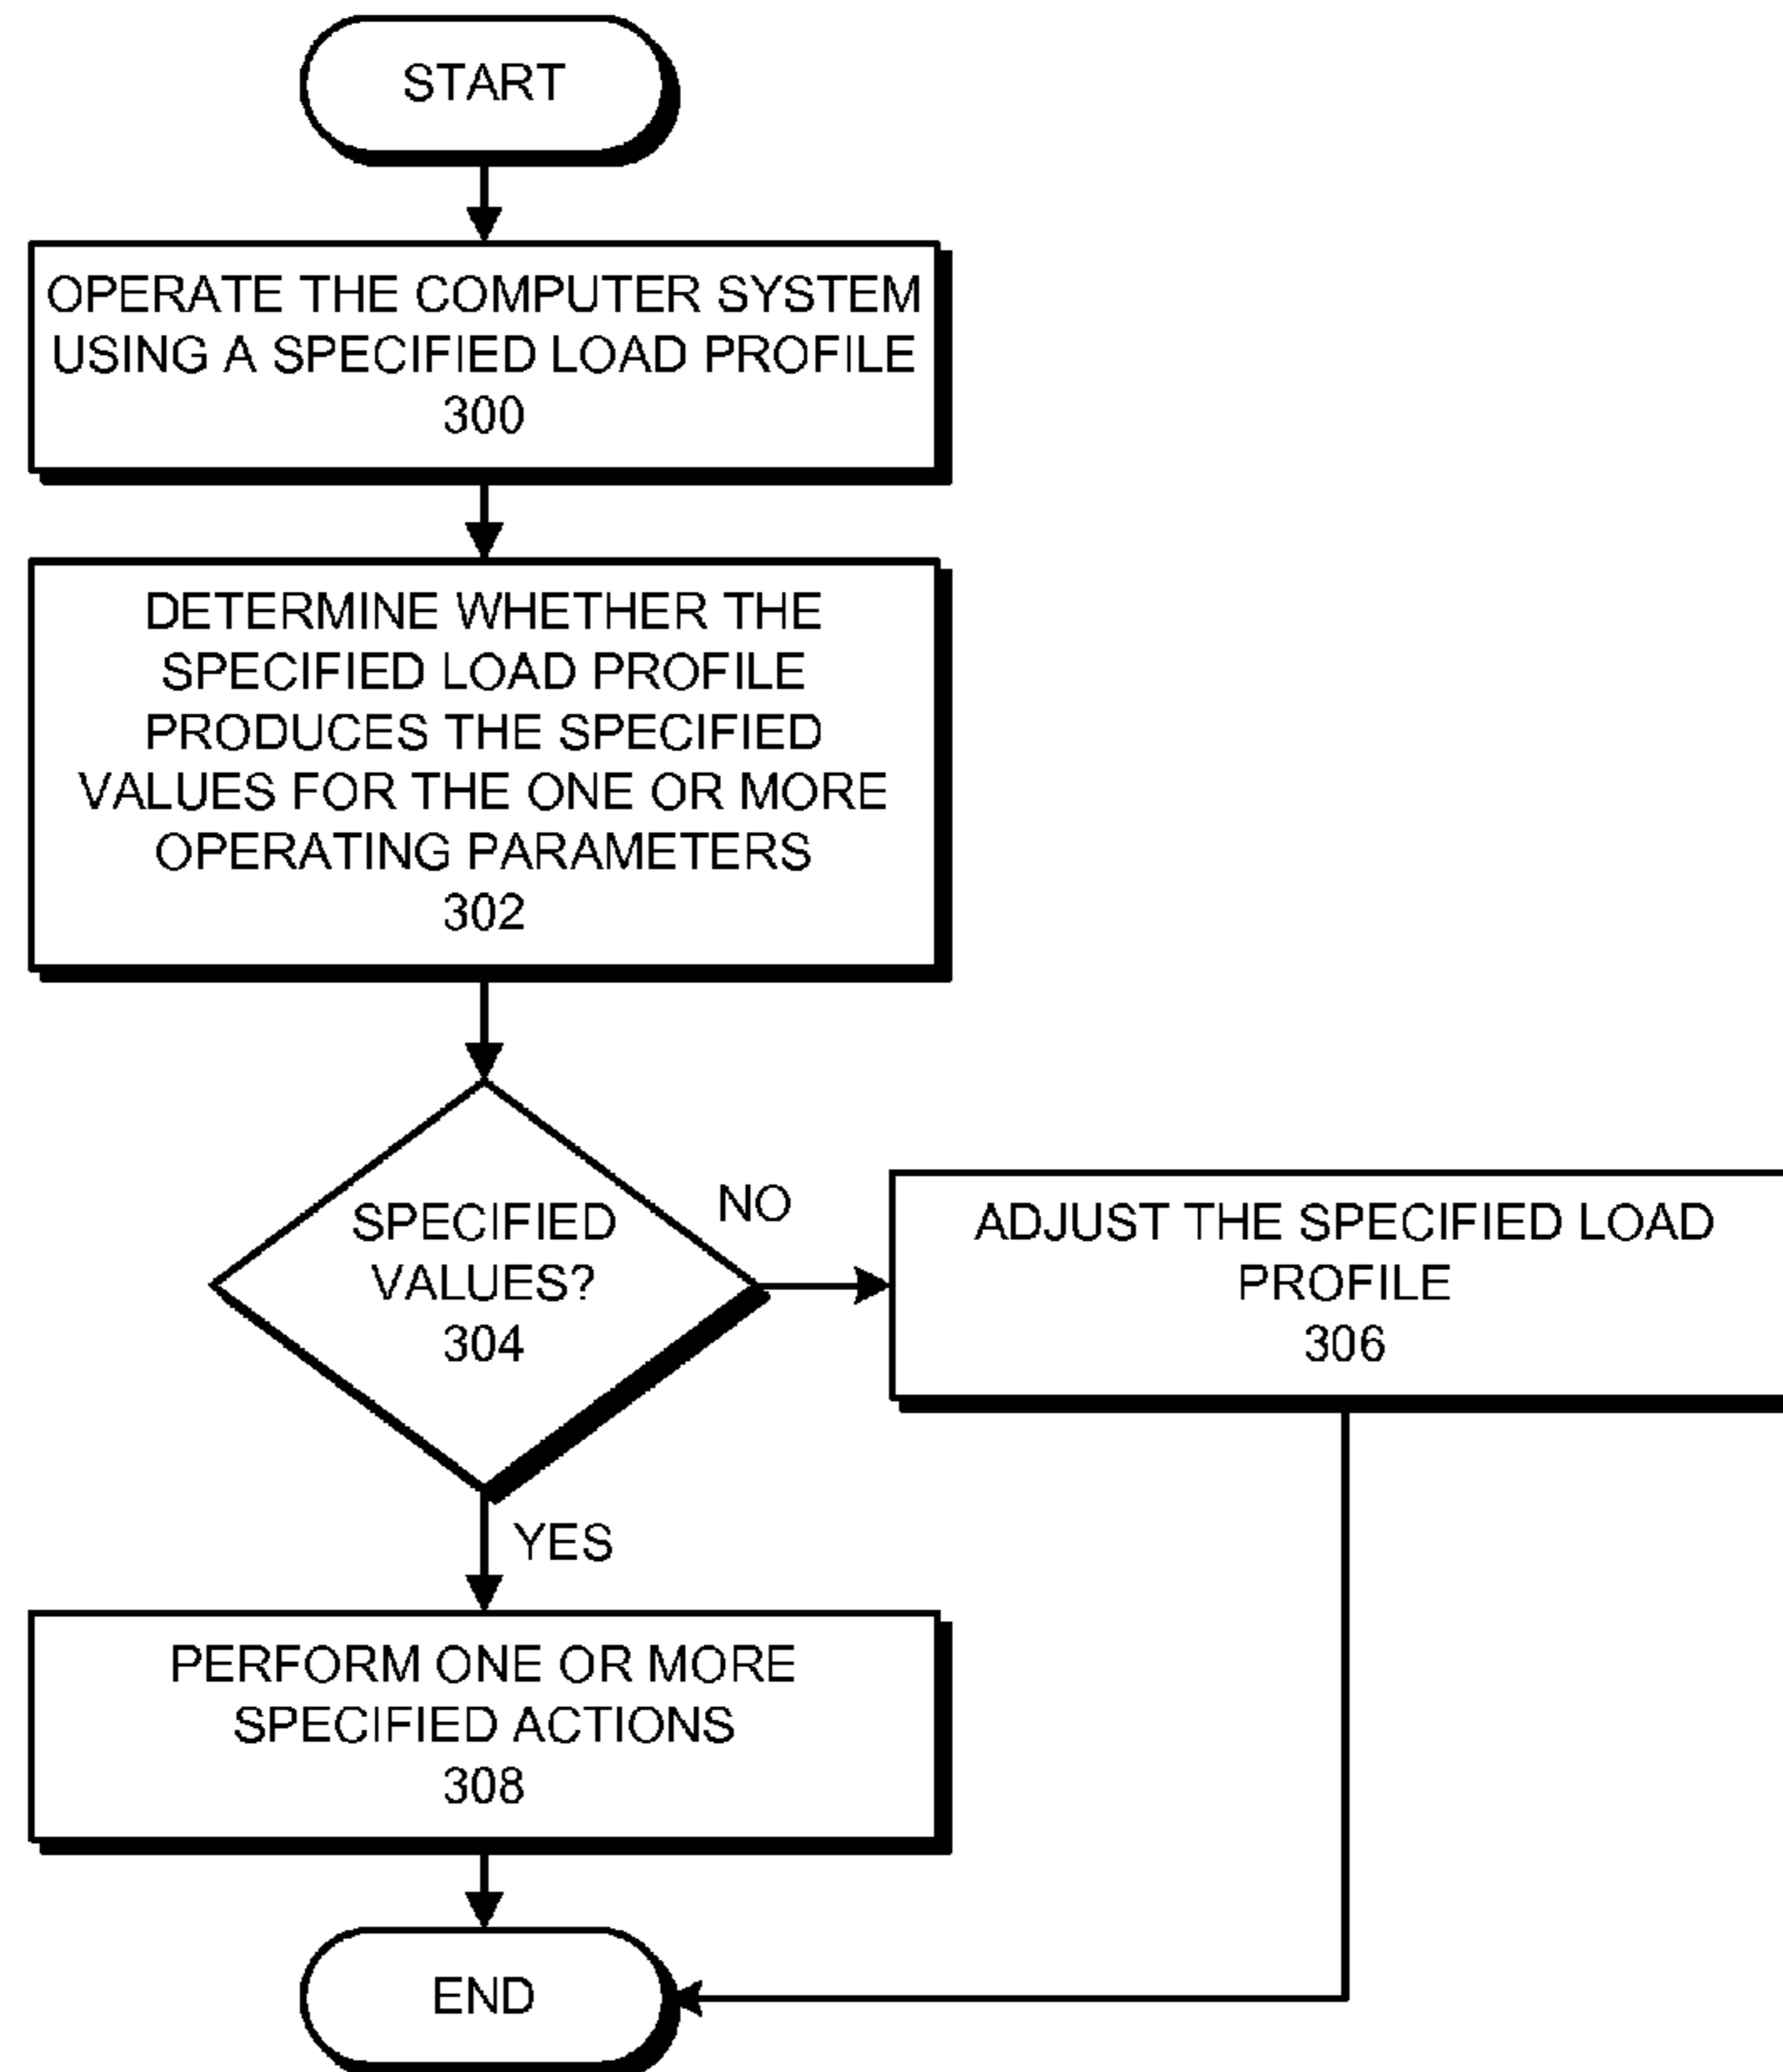 START
OPERATE THE COMPUTER SYSTEM
USING A SPECIFIED LOAD PROFILE
300
DETERMINE WHETHER THE
SPECIFIED LOAD PROFILE
PRODUCES THE SPECIFIED
VALUES FOR THE ONE OR MORE
OPERATING PARAMETERS
302
SPECIFIED
VALUES?
304
NO
ADJUST THE SPECIFIED LOAD
PROFILE
306
YES
PERFORM ONE OR MORE
SPECIFIED ACTIONS
308
END